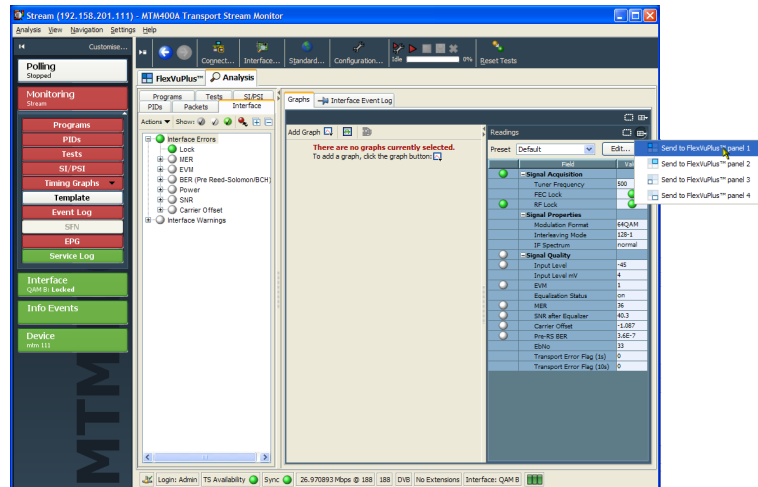 Stream (192.158.201.111) - MTM400A Transport Stream Monitor
Analysis View Navigation Settings Help
Customise...
Polling
Stopped
Monitoring
Stream
Programs
PIDs
Tests
SI/PSI
Timing Graphs
Template
Event Log
SFN
EPG
Service Log
Interface
QAM B: Locked
Info Events
Device
mtm 111
MTM
Connect...
Interface...
Standard...
Configuration...
Idle
0%
Reset Tests
FlexVuPlus™
Analysis
Programs Tests SI/PSI
PIDs Packets Interface
Actions Shown:
Interface Errors
Lock
MER
EVM
BER (Pre Reed-Solomon/BCH)
Power
SNR
Carrier Offset
Interface Warnings
Graphs
Interface Event Log
Add Graph
There are no graphs currently selected.
To add a graph, click the graph button:
Readings
Preset Default Edit...
Field Val
Signal Acquisition
Tuner Frequency 500
FEC Lock
RF Lock
Signal Properties
Modulation Format 64QAM
Interleaving Mode 128-1
IF Spectrum normal
Signal Quality
Input Level -45
Input Level mV 4
EVM 1
Equalization Status on
MER 36
SNR after Equalizer 40.3
Carrier Offset -1.087
Pre-RS BER 3.6E-7
EbNo 33
Transport Error Flag (1s) 0
Transport Error Flag (10s) 0
Send to FlexVuPlus™ panel 1
Send to FlexVuPlus™ panel 2
Send to FlexVuPlus™ panel 3
Send to FlexVuPlus™ panel 4
Login: Admin TS Availability Sync 26.970893 Mbps @ 188 188 DVB No Extensions Interface: QAM B